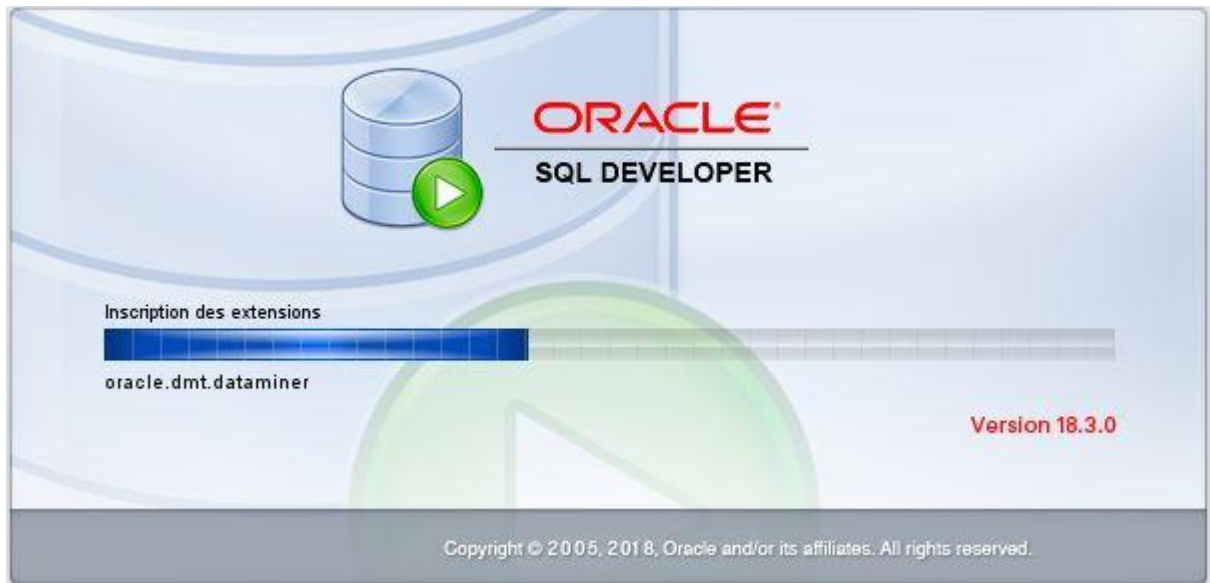 ORACLE®
SQL DEVELOPER
Inscription des extensions
oracle.dmt.dataminer
Version 18.3.0
Copyright © 2005, 2018, Oracle and/or its affiliates. All rights reserved.